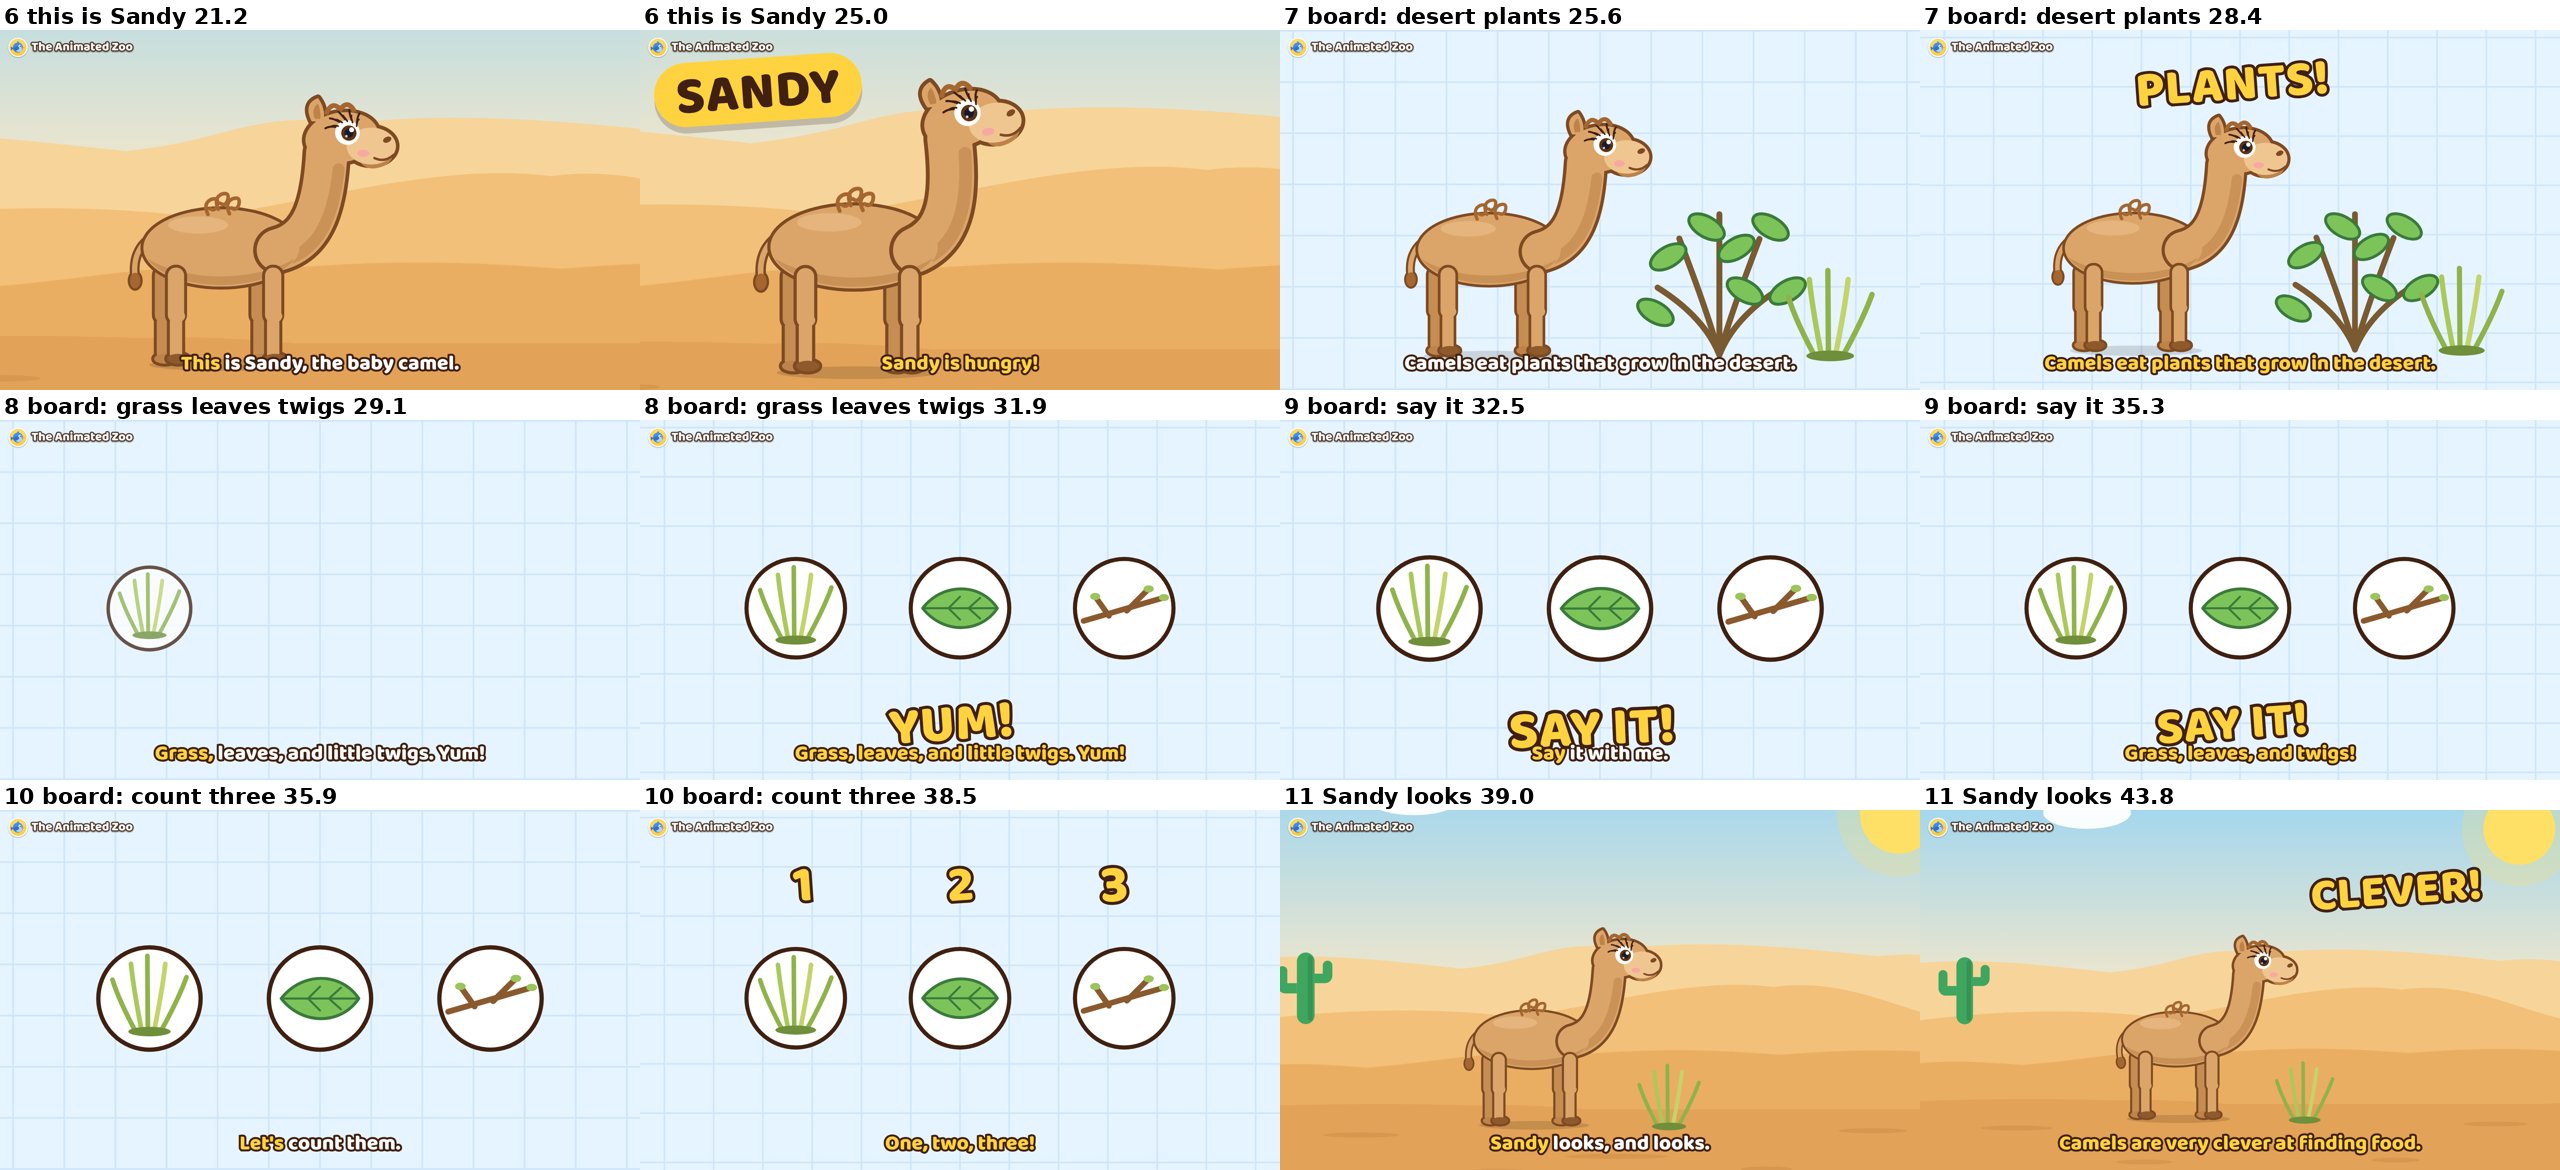 6 this is Sandy 21.2
The Animated Zoo
This is Sandy, the baby camel.
6 this is Sandy 25.0
The Animated Zoo
SANDY
Sandy is hungry!
7 board: desert plants 25.6
The Animated Zoo
Camels eat plants that grow in the desert.
7 board: desert plants 28.4
The Animated Zoo
PLANTS!
Camels eat plants that grow in the desert.
8 board: grass leaves twigs 29.1
The Animated Zoo
Grass, leaves, and little twigs. Yum!
8 board: grass leaves twigs 31.9
The Animated Zoo
YUM!
Grass, leaves, and little twigs. Yum!
9 board: say it 32.5
The Animated Zoo
SAY IT!
Say it with me.
9 board: say it 35.3
The Animated Zoo
SAY IT!
Grass, leaves, and twigs!
10 board: count three 35.9
The Animated Zoo
Let's count them.
10 board: count three 38.5
The Animated Zoo
1 2 3
One, two, three!
11 Sandy looks 39.0
The Animated Zoo
Sandy looks, and looks.
11 Sandy looks 43.8
The Animated Zoo
CLEVER!
Camels are very clever at finding food.